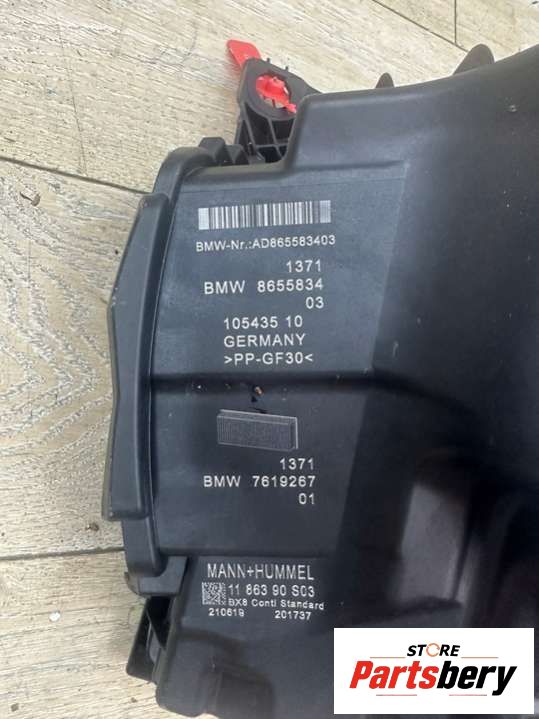 BMW-Nr.:AD865583403
1371
BMW 8655834
03
105435 10
GERMANY
>PP-GF30<
1371
BMW 7619267
01
MANN+HUMMEL
11 863 90 S03
BX8 Conti Standard
210619 201737
STORE
Partsbery